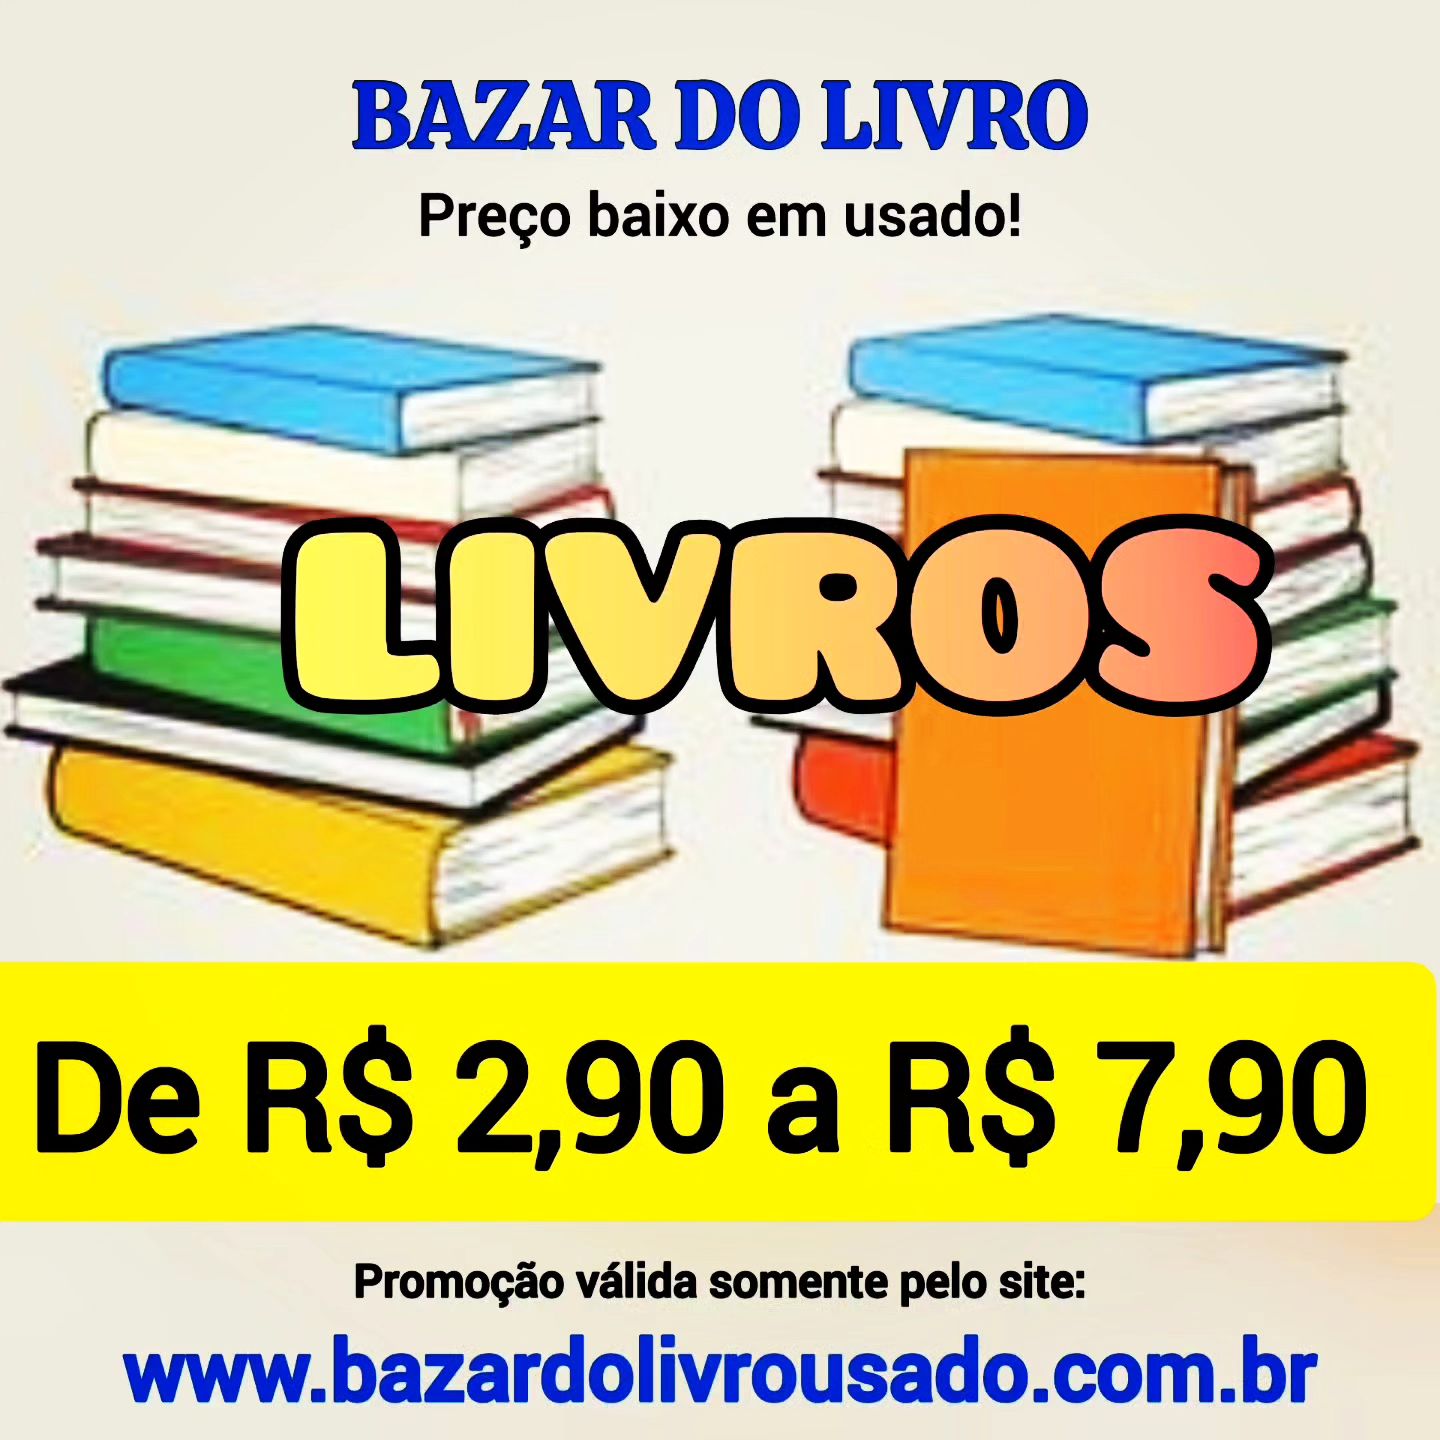 BAZAR DO LIVRO
Preço baixo em usado!
LIVROS
De R$ 2,90 a R$ 7,90
Promoção válida somente pelo site:
www.bazardolivrousado.com.br